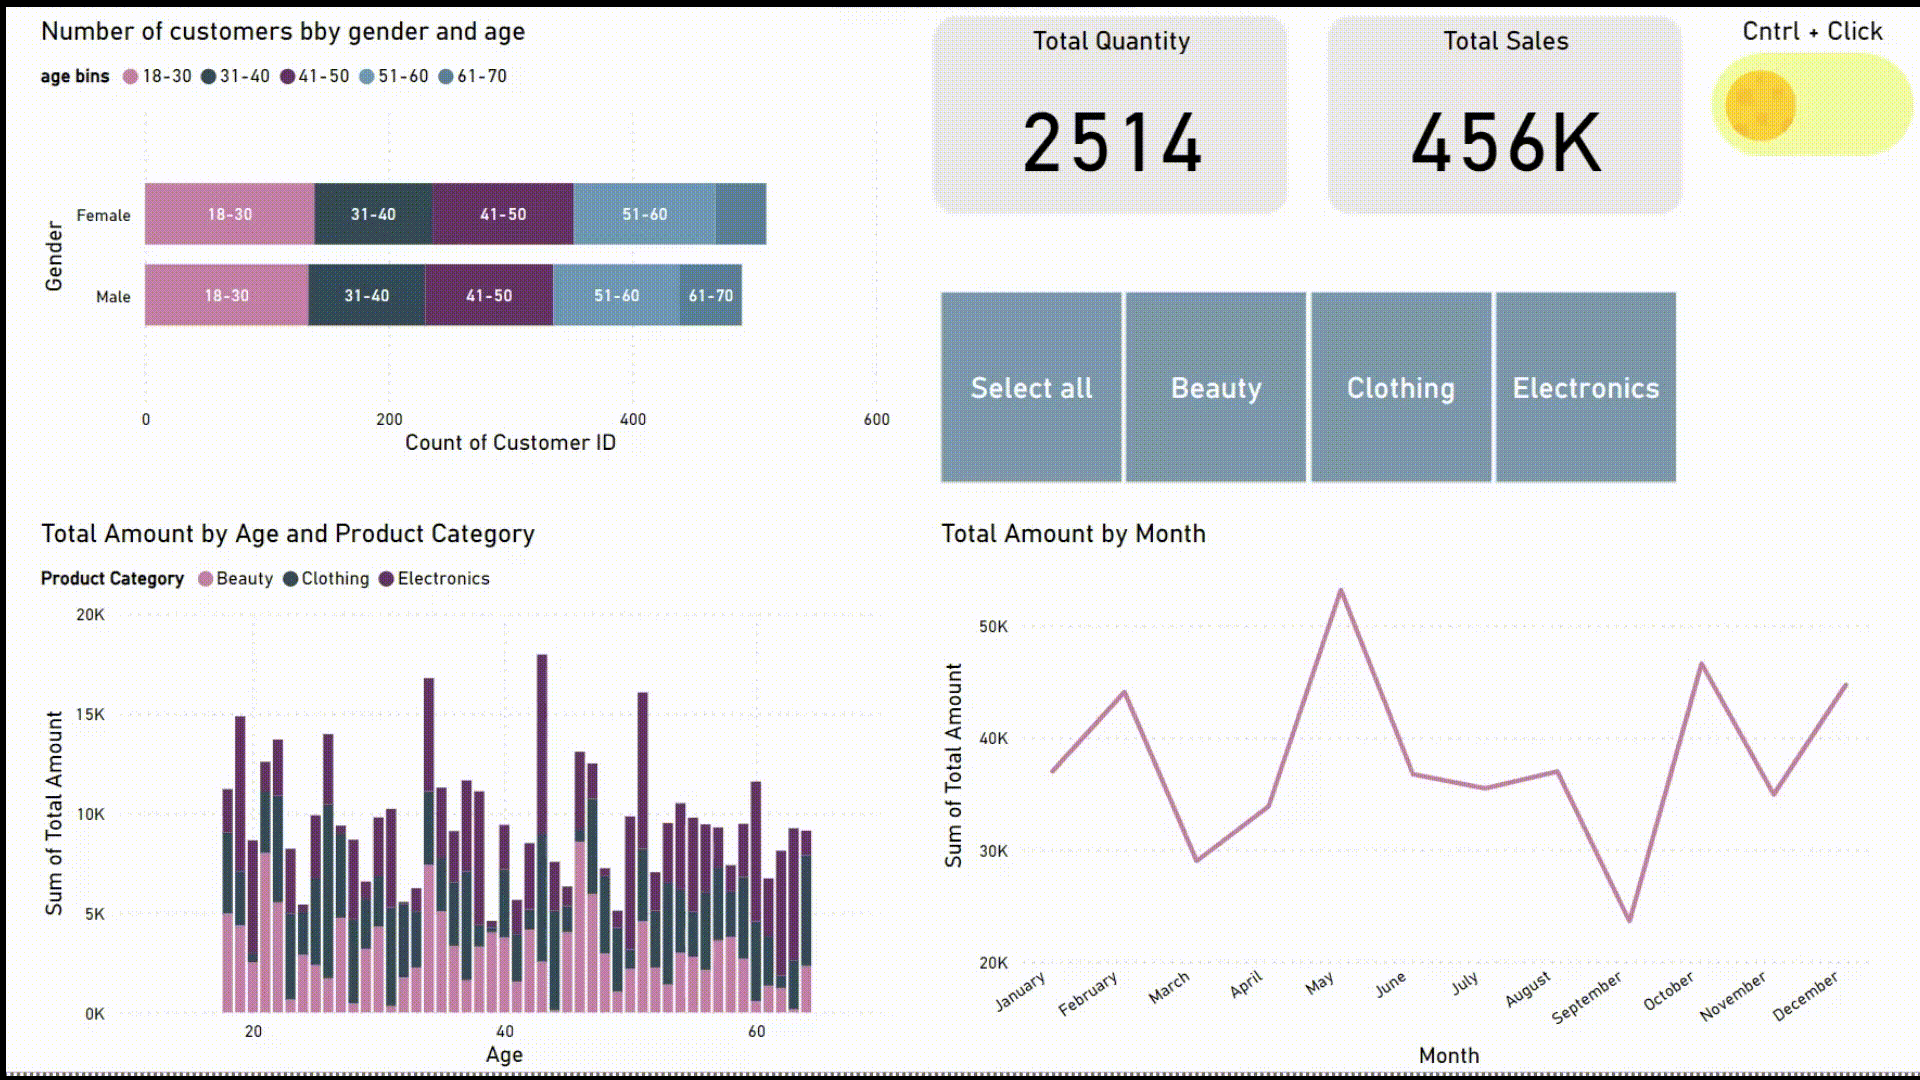 Number of customers bby gender and age
age bins 18-30 31-40 41-50 51-60 61-70
Gender
Female
18-30 31-40 41-50 51-60
Male
18-30 31-40 41-50 51-60 61-70
0 200 400 600
Count of Customer ID
Total Quantity
2514
Total Sales
456K
Cntrl + Click
Select all
Beauty
Clothing
Electronics
Total Amount by Age and Product Category
Product Category Beauty Clothing Electronics
Sum of Total Amount
20K
15K
10K
5K
0K
20 40 60
Age
Total Amount by Month
Sum of Total Amount
50K
40K
30K
20K
January February March April May June July August September October November December
Month